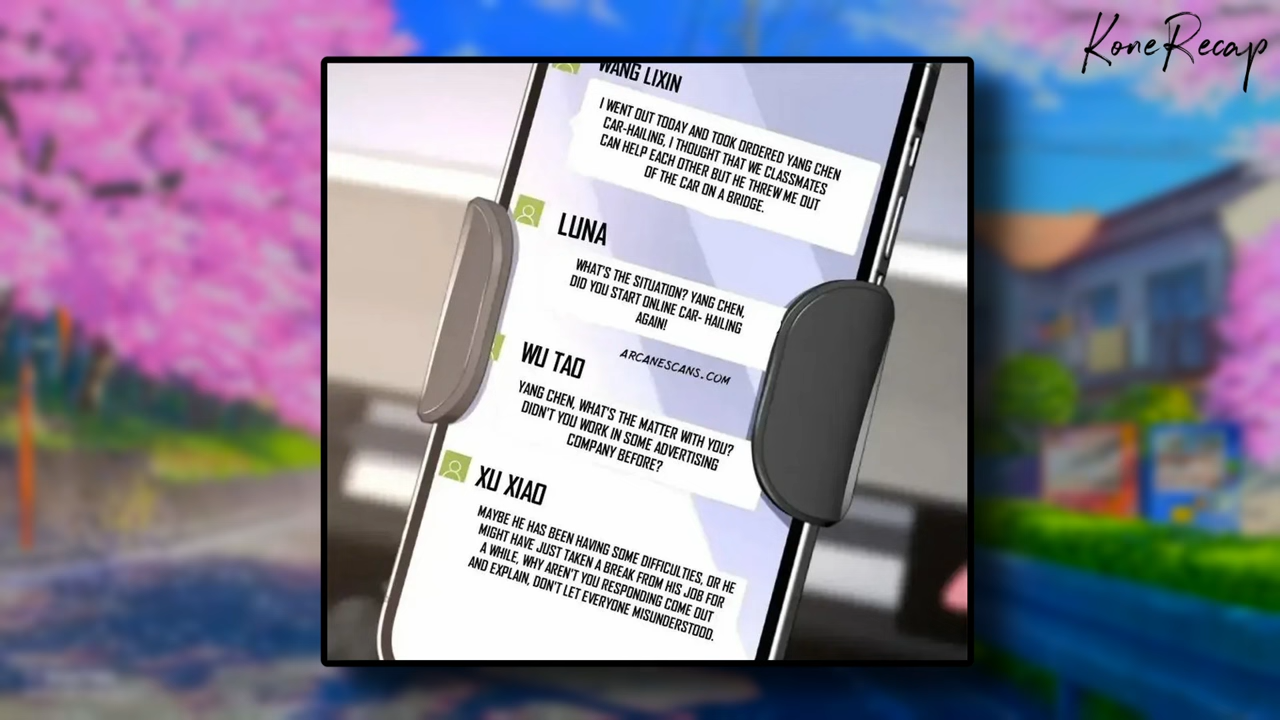 KoneRecap
WANG LIXIN
I WENT OUT TODAY AND TOOK ORDERED YANG CHEN
CAR-HAILING, I THOUGHT THAT WE CLASSMATES
CAN HELP EACH OTHER BUT HE THREW ME OUT
OF THE CAR ON A BRIDGE.
LUNA
WHAT'S THE SITUATION? YANG CHEN,
DID YOU START ONLINE CAR- HAILING
AGAIN!
ARCANESCANS.COM
WU TAO
YANG CHEN, WHAT'S THE MATTER WITH YOU?
DIDN'T YOU WORK IN SOME ADVERTISING
COMPANY BEFORE?
XU XIAO
MAYBE HE HAS BEEN HAVING SOME DIFFICULTIES, OR HE
MIGHT HAVE JUST TAKEN A BREAK FROM HIS JOB FOR
A WHILE, WHY AREN'T YOU RESPONDING COME OUT
AND EXPLAIN, DON'T LET EVERYONE MISUNDERSTOOD.